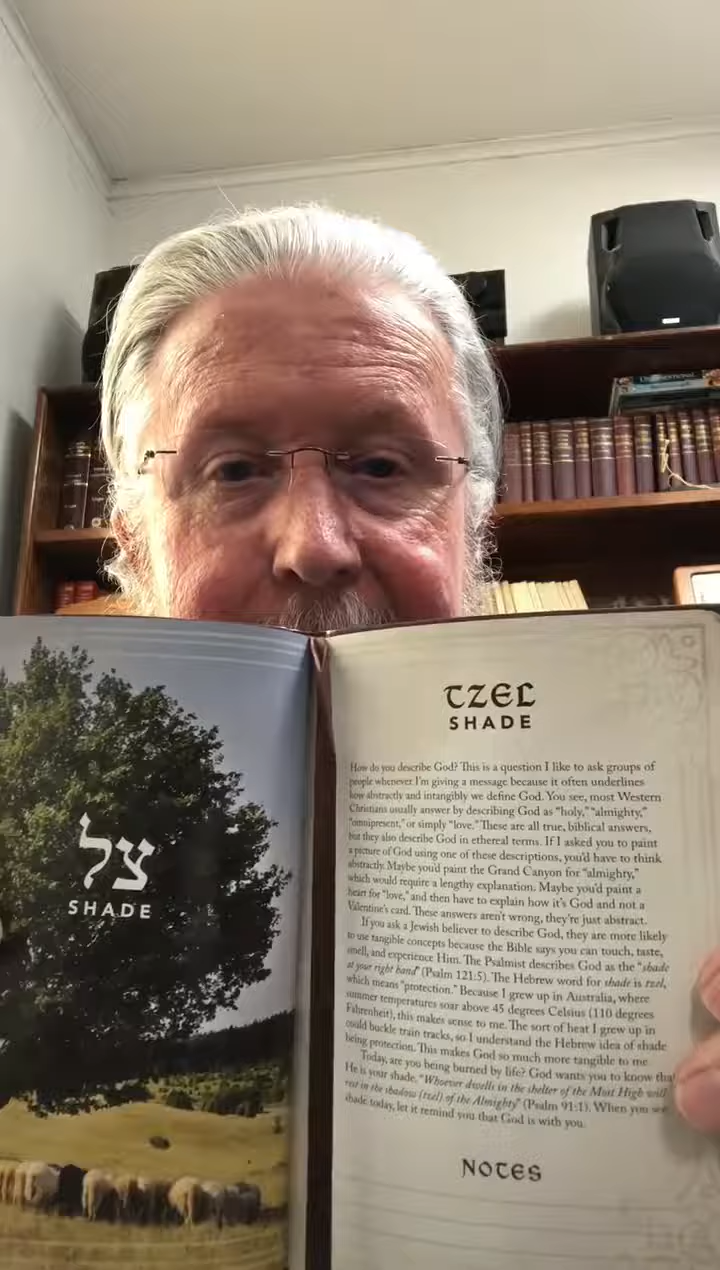 צל
SHADE
TZEL
SHADE
How do you describe God? This is a question I like to ask groups of
people whenever I'm giving a message because it often underlines
how abstractly and intangibly we define God. You see, most Western
Christians usually answer by describing God as "holy," "almighty,"
"omnipresent," or simply "love." These are all true, biblical answers,
but they also describe God in ethereal terms. If I asked you to paint
a picture of God using one of these descriptions, you'd have to think
abstractly. Maybe you'd paint the Grand Canyon for "almighty,"
which would require a lengthy explanation. Maybe you'd paint a
heart for "love," and then have to explain how it's God and not a
Valentine's card. These answers aren't wrong, they're just abstract.
If you ask a Jewish believer to describe God, they are more likely
to use tangible concepts because the Bible says you can touch, taste,
smell, and experience Him. The Psalmist describes God as the "shade
at your right hand" (Psalm 121:5). The Hebrew word for shade is tzel,
which means "protection." Because I grew up in Australia, where
summer temperatures soar above 45 degrees Celsius (110 degrees
Fahrenheit), this makes sense to me. The sort of heat I grew up in
could buckle train tracks, so I understand the Hebrew idea of shade
being protection. This makes God so much more tangible to me.
Today, are you being burned by life? God wants you to know that
He is your shade. "Whoever dwells in the shelter of the Most High will
rest in the shadow (tzel) of the Almighty" (Psalm 91:1). When you see
shade today, let it remind you that God is with you.
NOTES